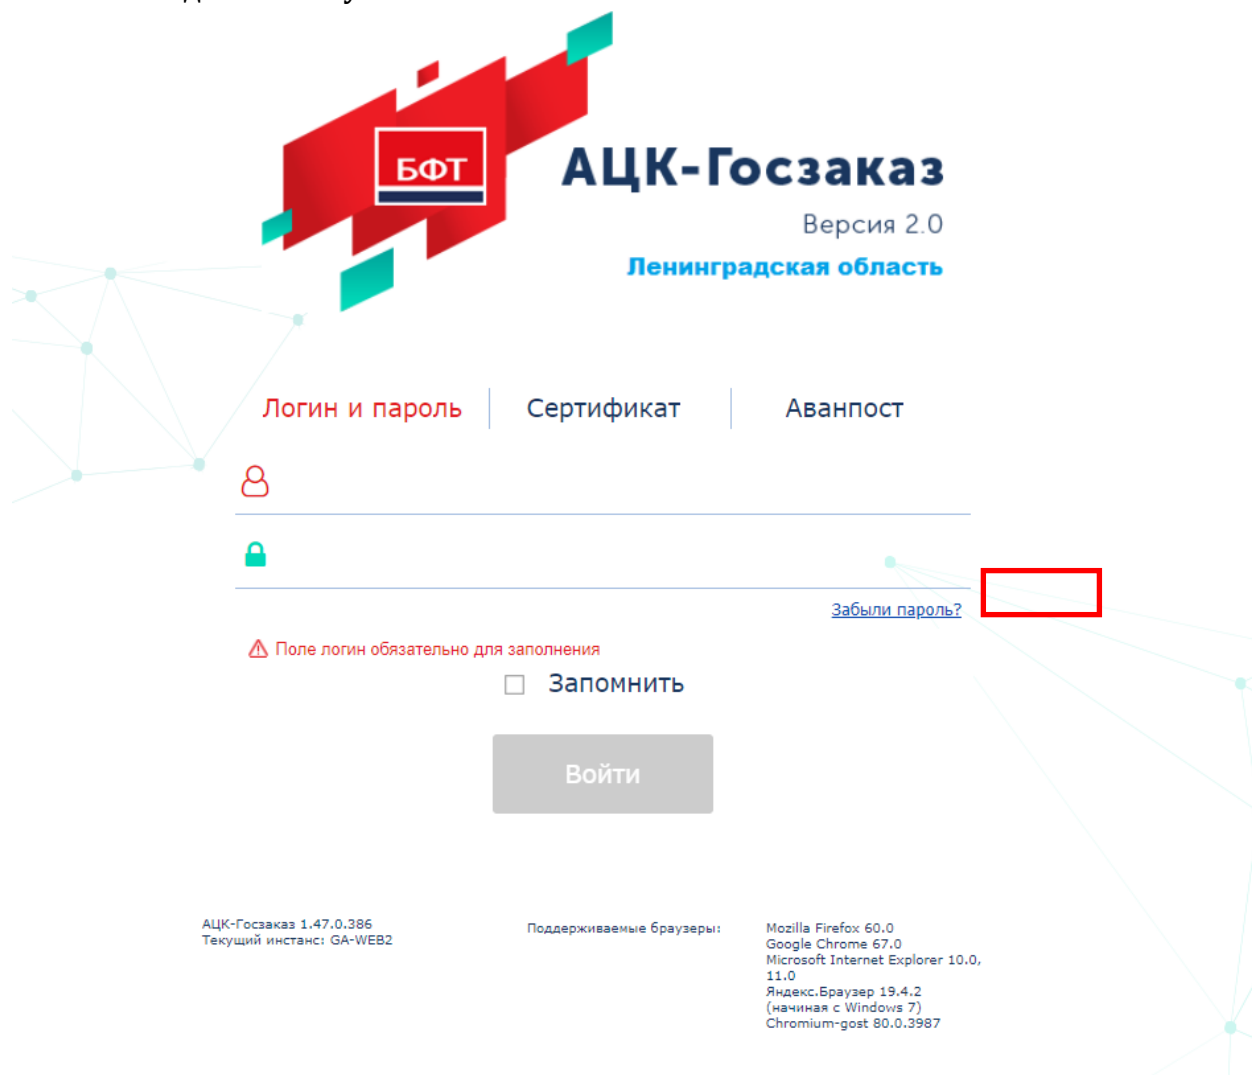 БФТ
АЦК-Госзаказ
Версия 2.0
Ленинградская область
Логин и пароль Сертификат Аванпост
Забыли пароль?
Поле логин обязательно для заполнения
Запомнить
Войти
АЦК-Госзаказ 1.47.0.386
Текущий инстанс: GA-WEB2
Поддерживаемые браузеры:
Mozilla Firefox 60.0
Google Chrome 67.0
Microsoft Internet Explorer 10.0,
11.0
Яндекс.Браузер 19.4.2
(начиная с Windows 7)
Chromium-gost 80.0.3987